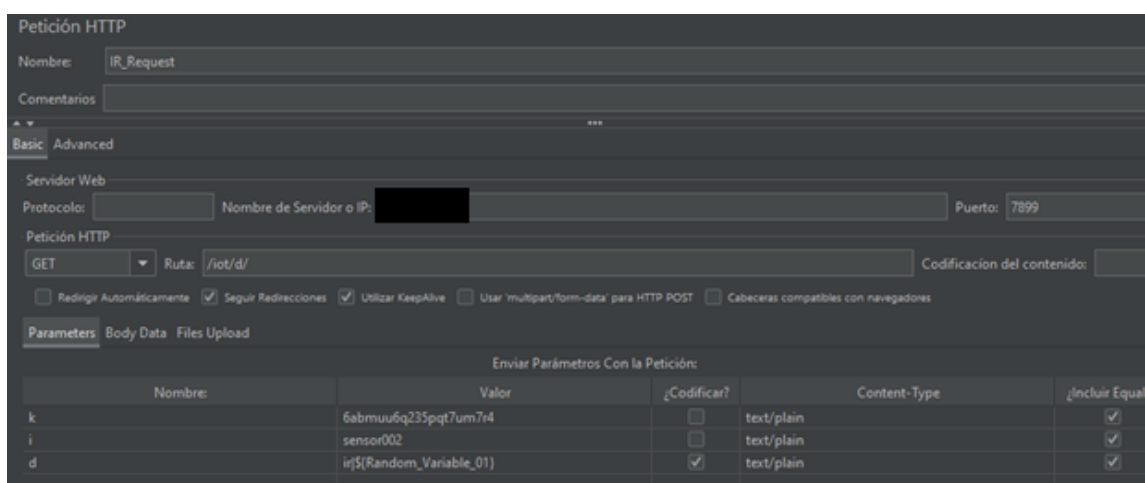 Petición HTTP
Nombre: IR_Request
Comentarios
Basic Advanced
Servidor Web
Protocolo: Nombre de Servidor o IP: Puerto: 7899
Petición HTTP
GET Ruta: /iot/d/ Codificacíon del contenido:
Redirigir Automáticamente Seguir Redirecciones Utilizar KeepAlive Usar 'multipart/form-data' para HTTP POST Cabeceras compatibles con navegadores
Parameters Body Data Files Upload
Enviar Parámetros Con la Petición:
Nombre: Valor ¿Codificar? Content-Type ¿Incluir Equal
k 6abmuu6q235pqt7um7r4 text/plain
i sensor002 text/plain
d ir|${Random_Variable_01} text/plain